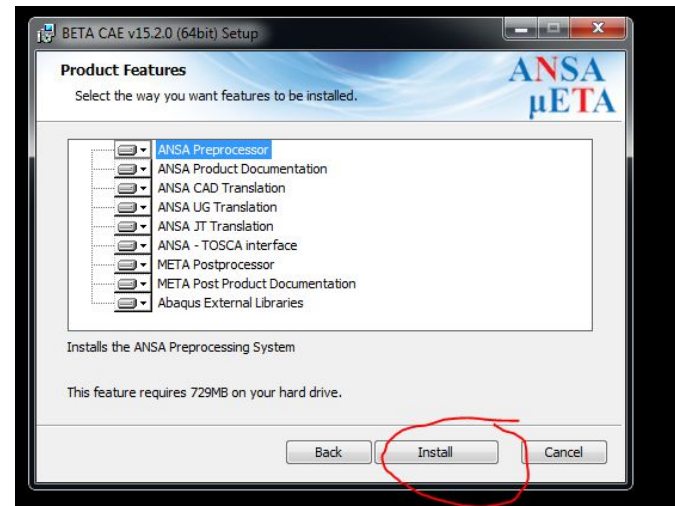 BETA CAE v15.2.0 (64bit) Setup
Product Features
Select the way you want features to be installed.
ANSA
µETA
ANSA Preprocessor
ANSA Product Documentation
ANSA CAD Translation
ANSA UG Translation
ANSA JT Translation
ANSA - TOSCA interface
META Postprocessor
META Post Product Documentation
Abaqus External Libraries
Installs the ANSA Preprocessing System
This feature requires 729MB on your hard drive.
Back Install Cancel